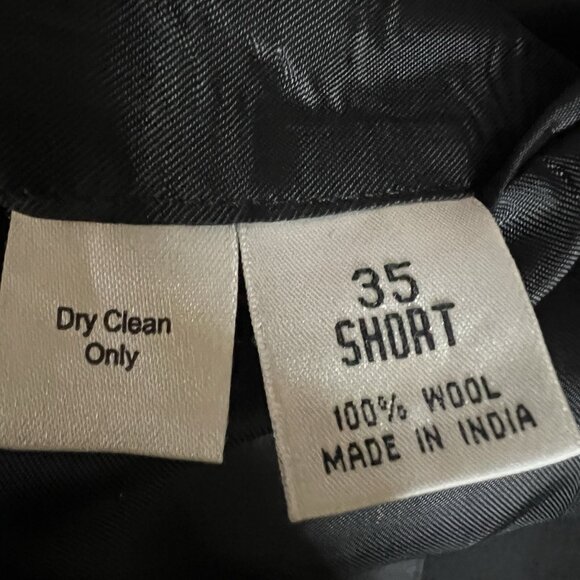 Dry Clean
Only
35
SHORT
100% WOOL
MADE IN INDIA